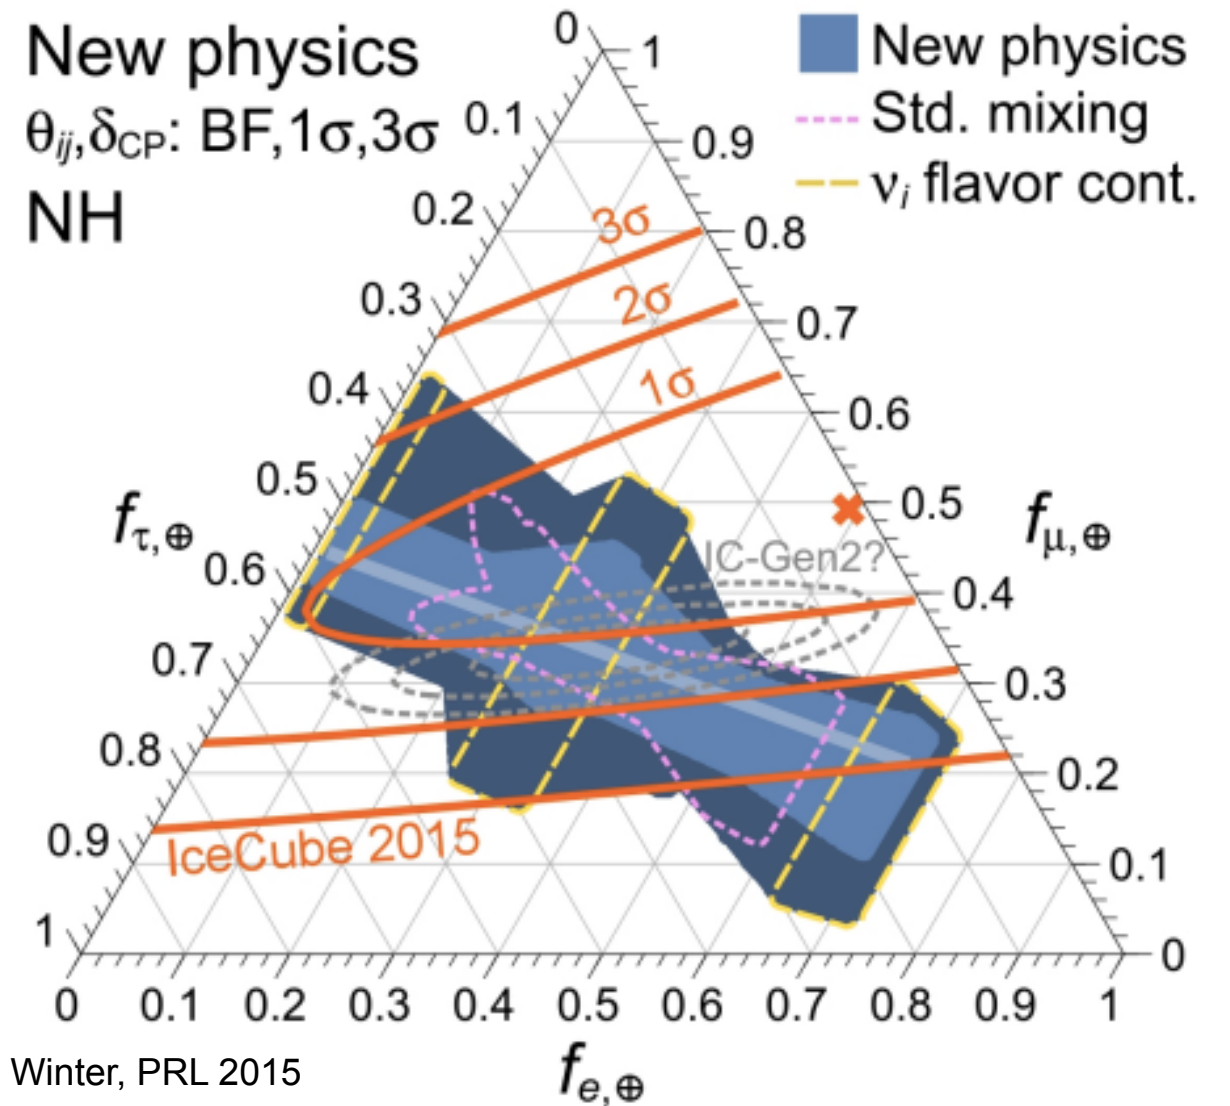 New physics
θij,δCP: BF,1σ,3σ
NH
New physics
Std. mixing
νi flavor cont.
0
0.1
0.2
0.3
0.4
0.5
0.6
0.7
0.8
0.9
1
fτ,⊕
1
0.9
0.8
0.7
0.6
0.5
0.4
0.3
0.2
0.1
0
fμ,⊕
3σ
2σ
1σ
IC-Gen2?
IceCube 2015
0 0.1 0.2 0.3 0.4 0.5 0.6 0.7 0.8 0.9 1
fe,⊕
Winter, PRL 2015